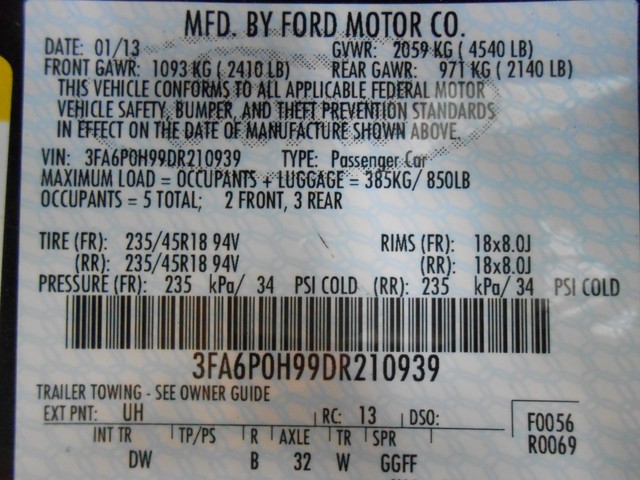 MFD. BY FORD MOTOR CO.
DATE: 01/13 GVWR: 2059 KG ( 4540 LB)
FRONT GAWR: 1093 KG ( 2410 LB) REAR GAWR: 971 KG ( 2140 LB)
THIS VEHICLE CONFORMS TO ALL APPLICABLE FEDERAL MOTOR
VEHICLE SAFETY, BUMPER, AND THEFT PREVENTION STANDARDS
IN EFFECT ON THE DATE OF MANUFACTURE SHOWN ABOVE.
VIN: 3FA6P0H99DR210939 TYPE: Passenger Car
MAXIMUM LOAD = OCCUPANTS + LUGGAGE = 385KG/ 850LB
OCCUPANTS = 5 TOTAL; 2 FRONT, 3 REAR
TIRE (FR): 235/45R18 94V RIMS (FR): 18x8.0J
(RR): 235/45R18 94V (RR): 18x8.0J
PRESSURE (FR): 235 kPa/ 34 PSI COLD (RR): 235 kPa/ 34 PSI COLD
3FA6P0H99DR210939
TRAILER TOWING - SEE OWNER GUIDE
EXT PNT: UH RC: 13 DSO: F0056
R0069
INT TR TP/PS R AXLE TR SPR
DW B 32 W GGFF